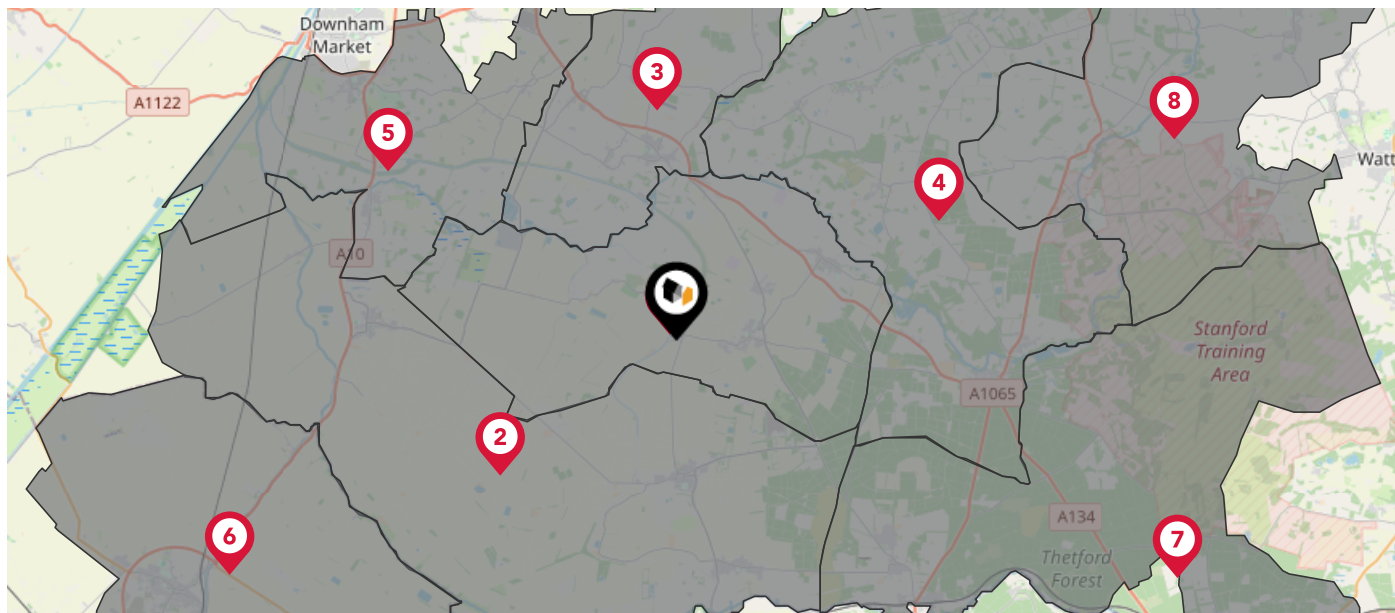 Downham
Market
3
A1122
8
5
Watt
4
A10
Stanford
Training
Area
A1065
2
A134
6
7
Thetford
Forest